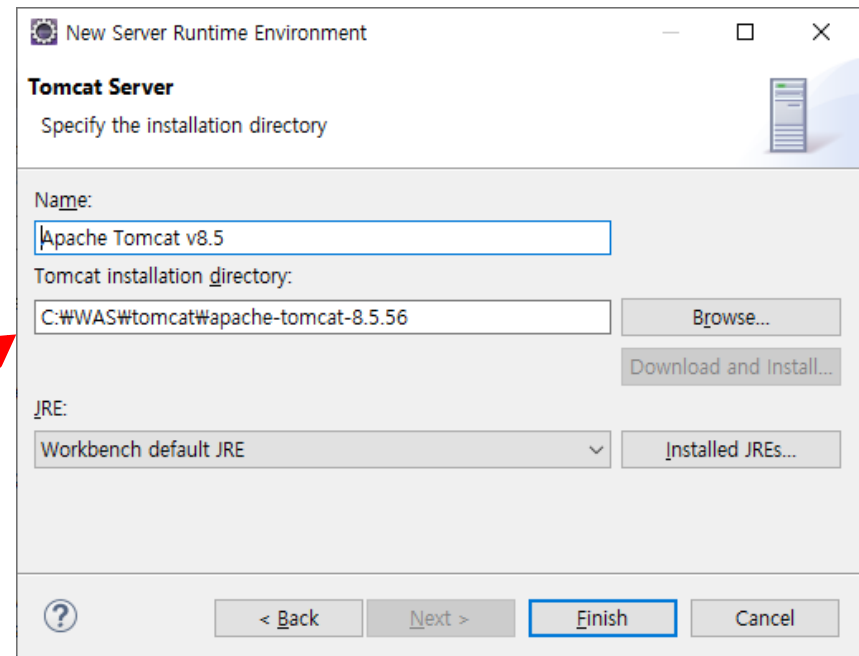 New Server Runtime Environment
Tomcat Server
Specify the installation directory
Name:
Apache Tomcat v8.5
Tomcat installation directory:
C:₩WAS₩tomcat₩apache-tomcat-8.5.56
Browse...
Download and Install...
JRE:
Workbench default JRE
Installed JREs...
?
< Back
Next >
Finish
Cancel